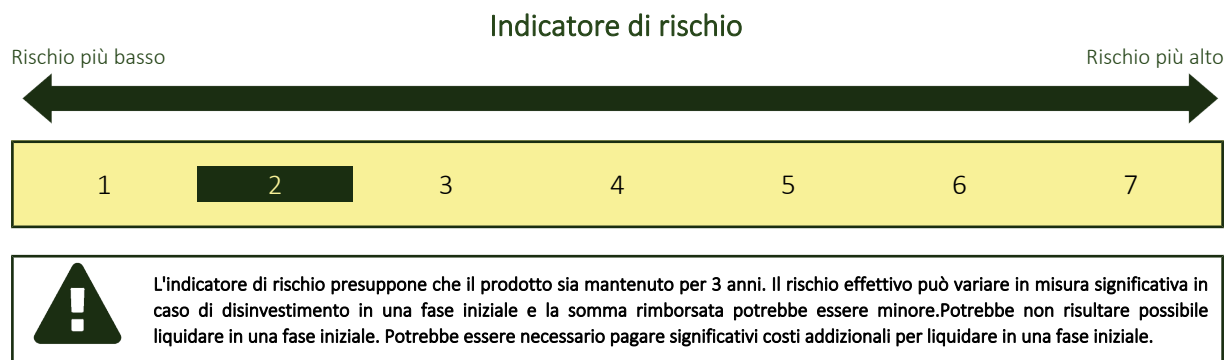 Indicatore di rischio
Rischio più basso
Rischio più alto
1 2 3 4 5 6 7
L'indicatore di rischio presuppone che il prodotto sia mantenuto per 3 anni. Il rischio effettivo può variare in misura significativa in
caso di disinvestimento in una fase iniziale e la somma rimborsata potrebbe essere minore.Potrebbe non risultare possibile
liquidare in una fase iniziale. Potrebbe essere necessario pagare significativi costi addizionali per liquidare in una fase iniziale.